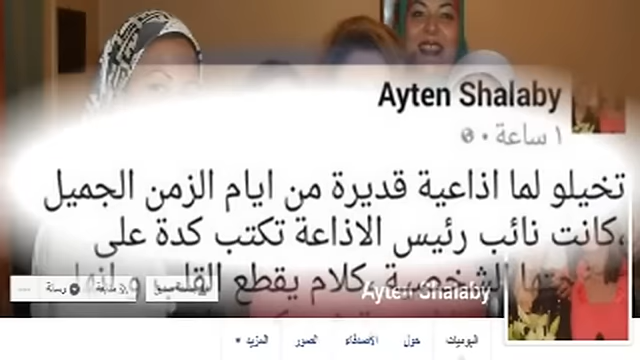 Ayten Shalaby
١ ساعة
تخيلو لما اذاعية قديرة من ايام الزمن الجميل
،كانت نائب رئيس الاذاعة تكتب كدة على
الشخصية ,كلام يقطع القلب
Ayten Shalaby
رسالة
اليوميات حول الأصدقاء الصور المزيد